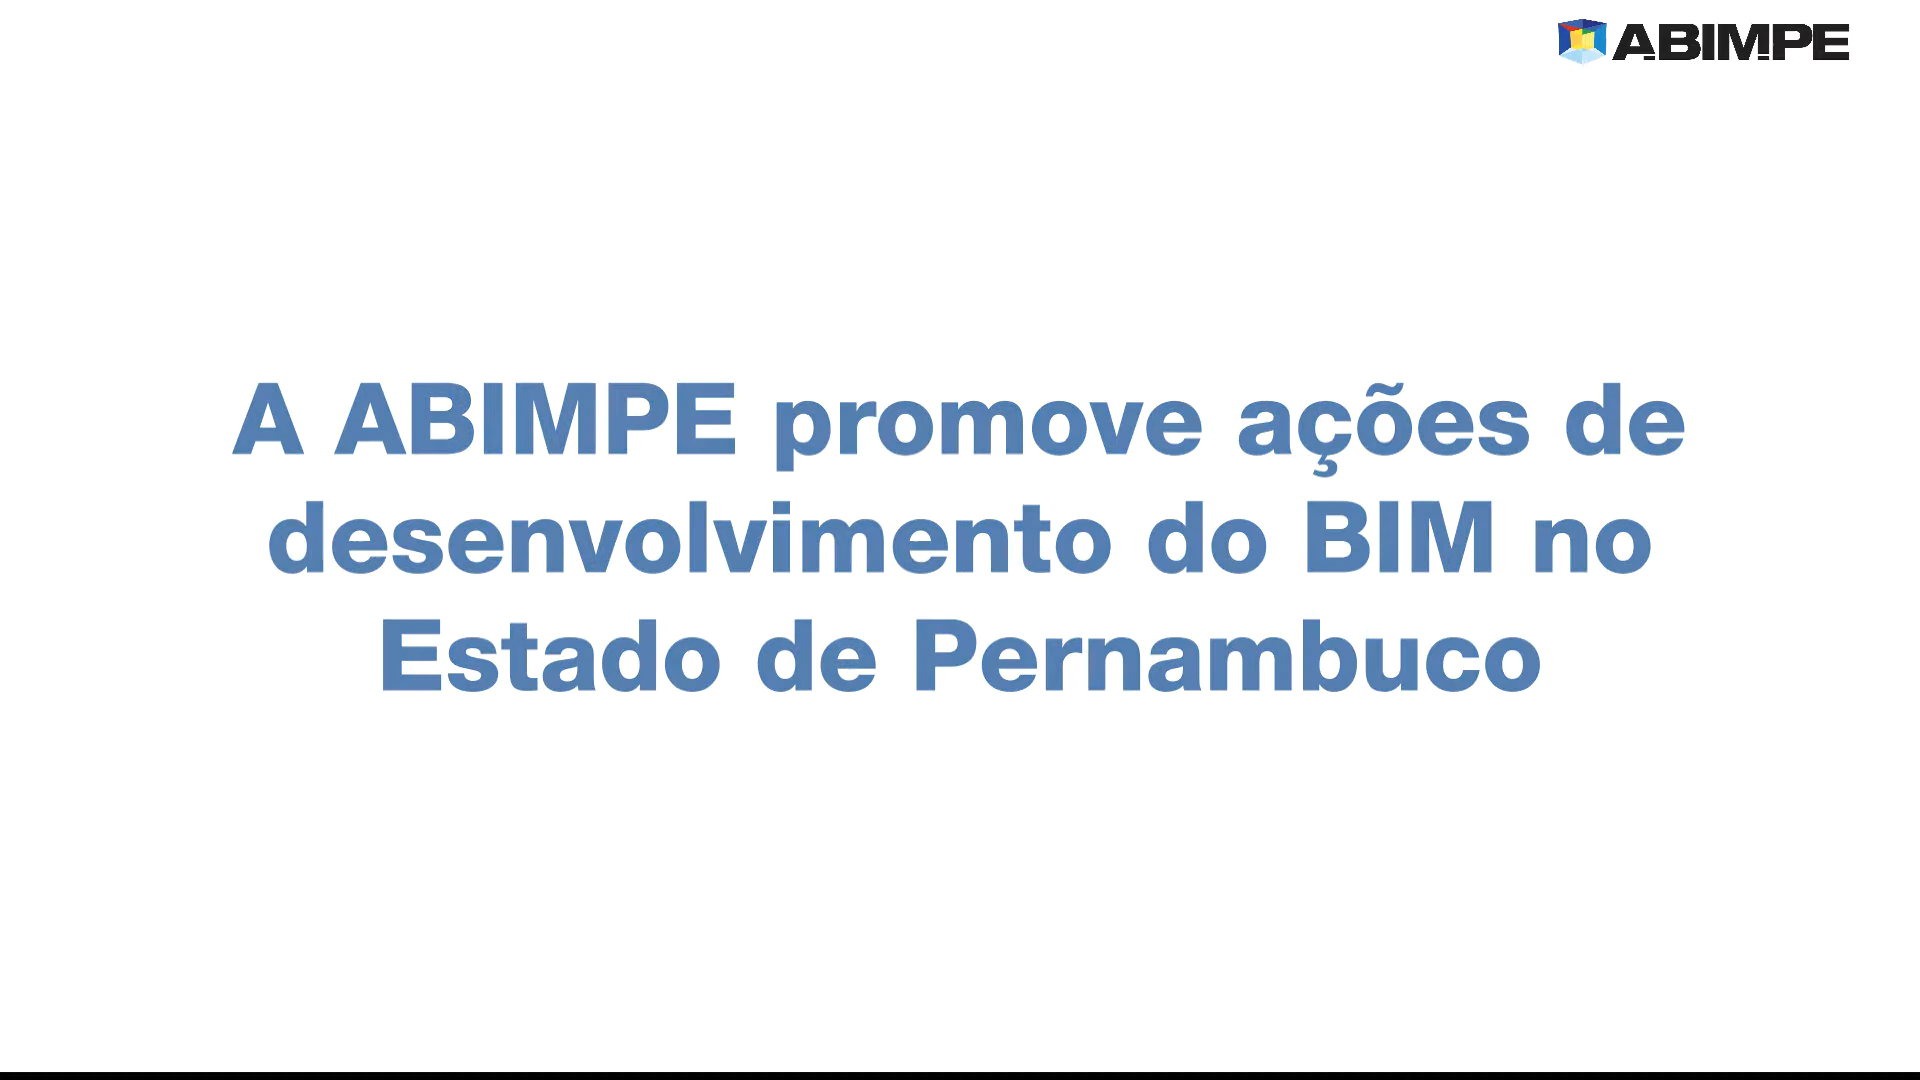 ABIMPE
A ABIMPE promove ações de
desenvolvimento do BIM no
Estado de Pernambuco